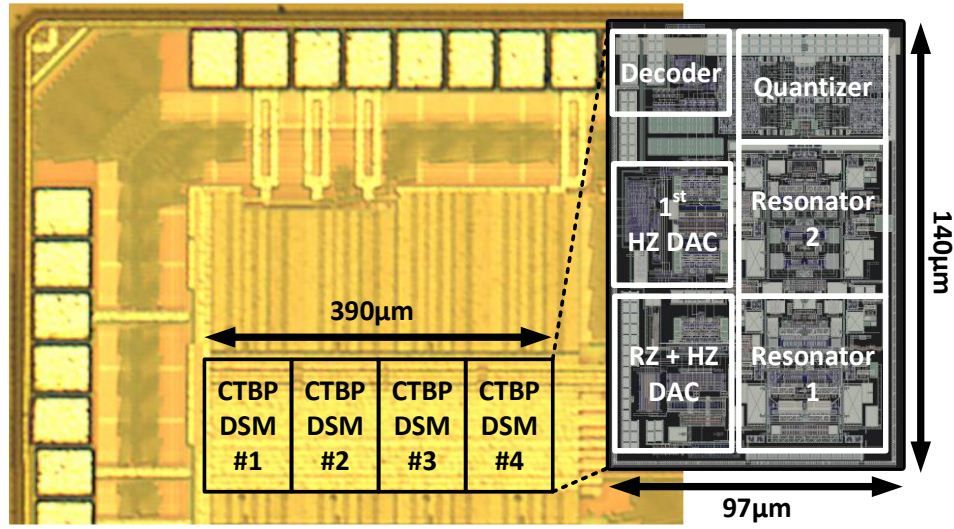 Decoder
Quantizer
1st
HZ DAC
Resonator
2
RZ + HZ
DAC
Resonator
1
140μm
97μm
390μm
CTBP
DSM
#1
CTBP
DSM
#2
CTBP
DSM
#3
CTBP
DSM
#4